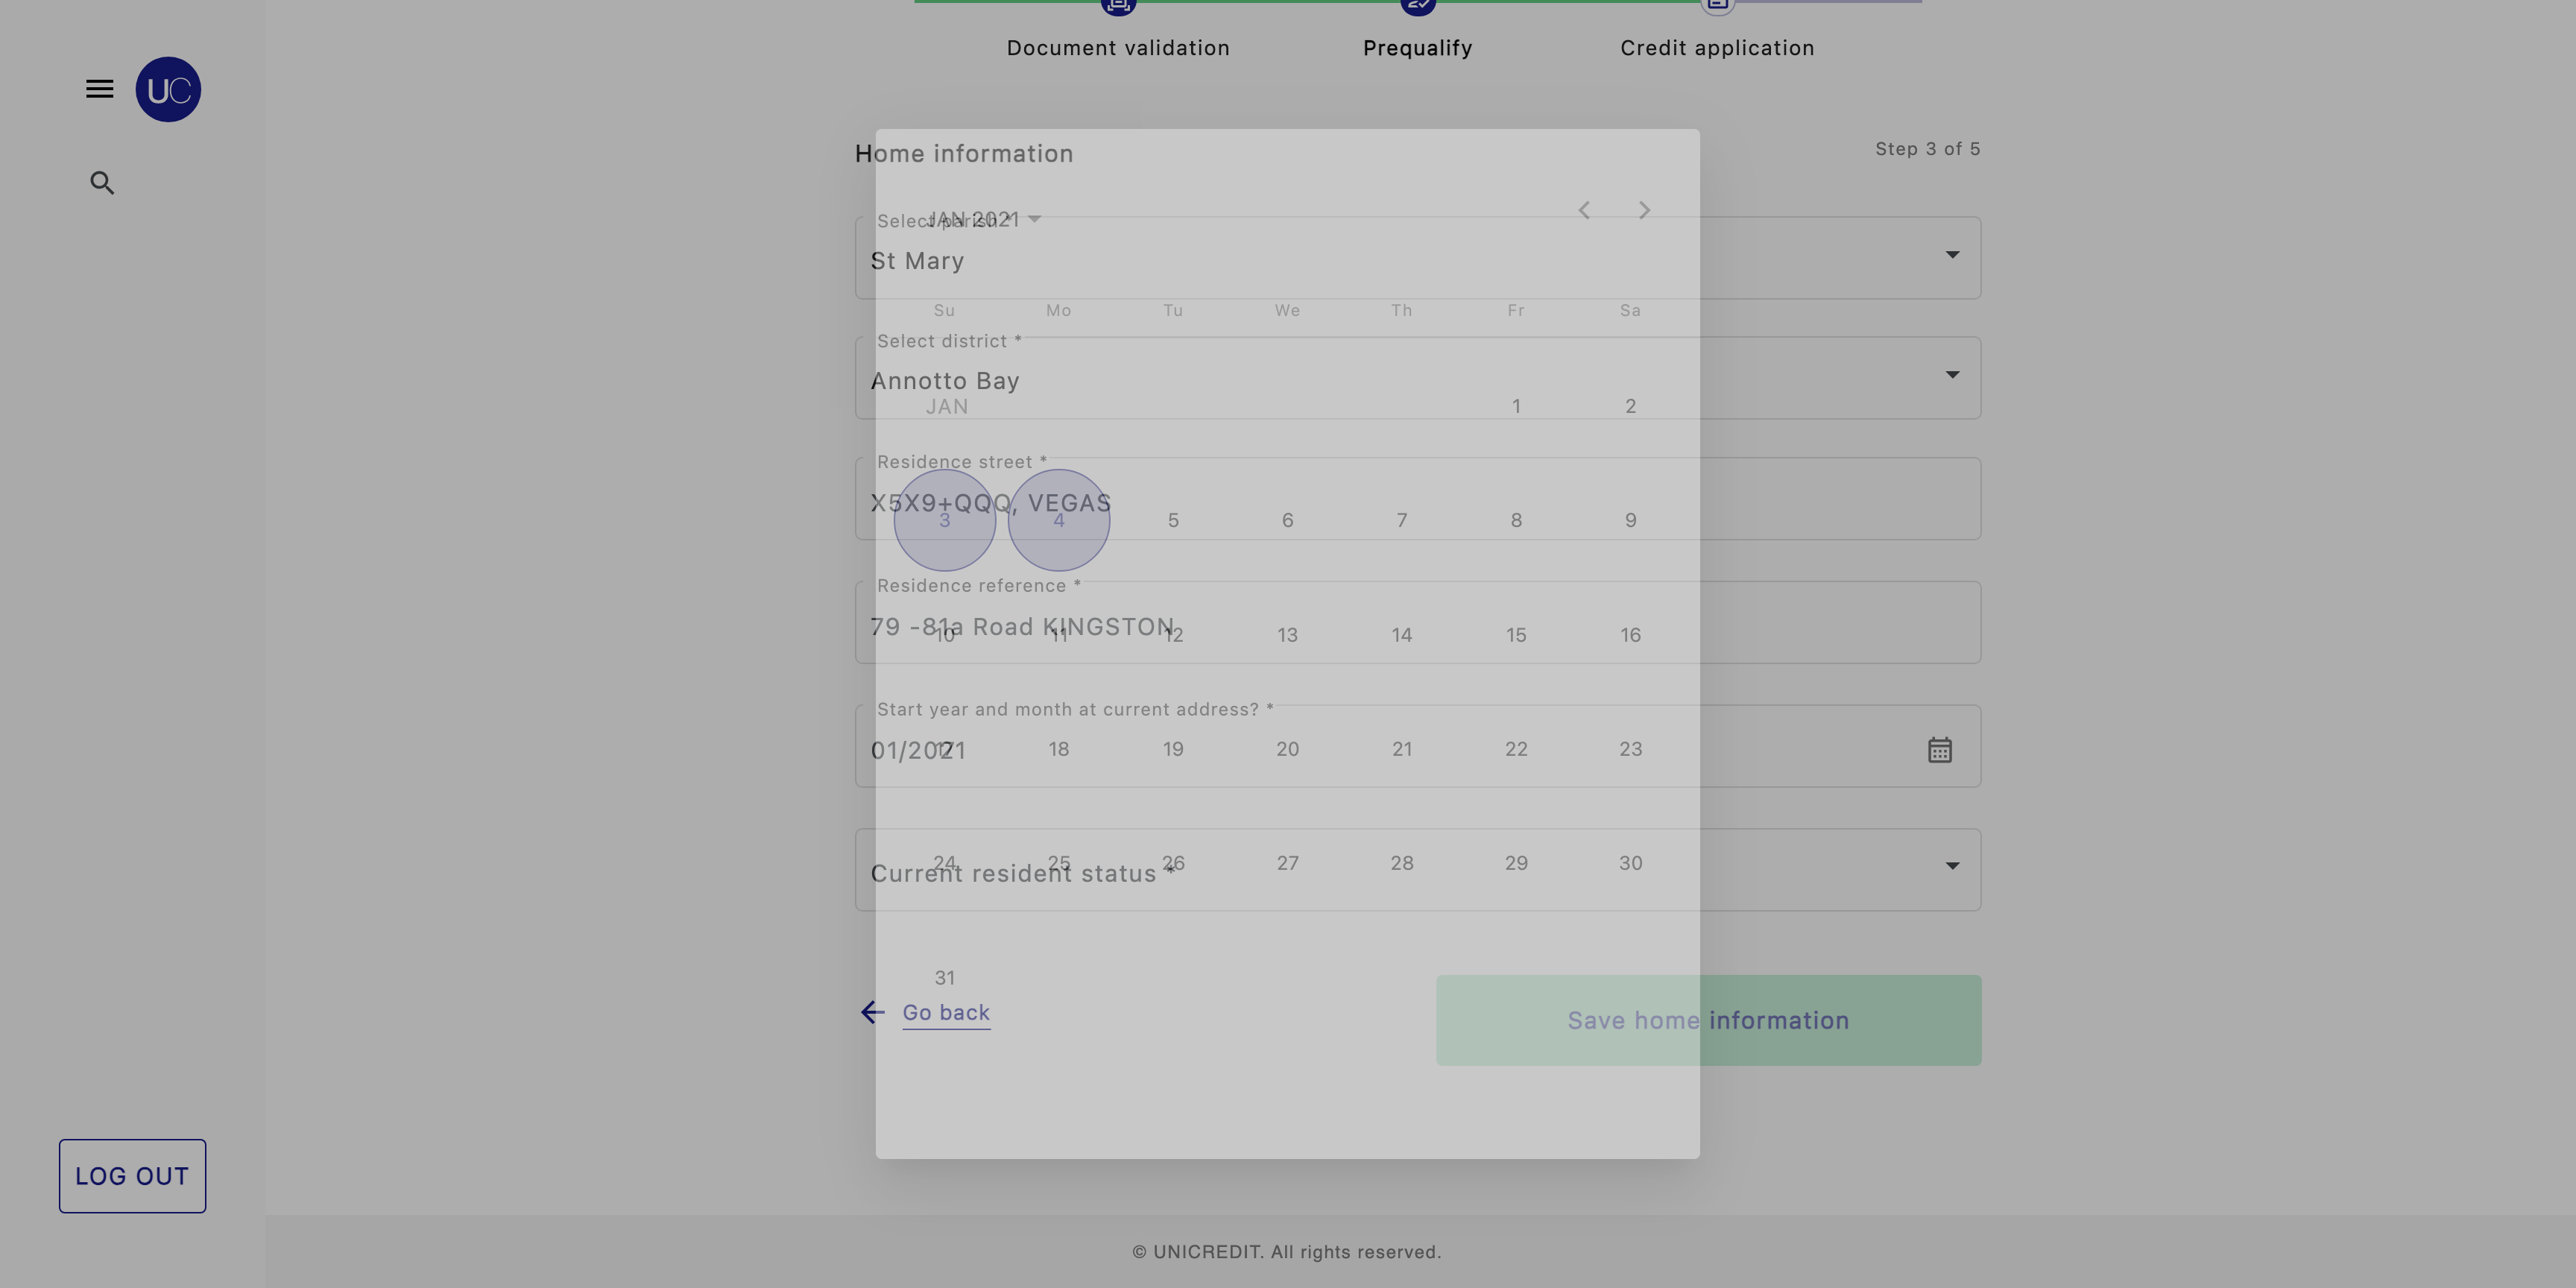 Document validation
Prequalify
Credit application
UC
Home information
Step 3 of 5
Select parish *
JAN 2021
St Mary
Su Mo Tu We Th Fr Sa
Select district *
Annotto Bay
JAN 1 2
Residence street *
X5X9+QQQ, VEGAS
3 4 5 6 7 8 9
Residence reference *
79 -81a Road KINGSTON
10 11 12 13 14 15 16
Start year and month at current address? *
01/2021
17 18 19 20 21 22 23
24 25 26 27 28 29 30
Current resident status *
31
Go back
Save home information
LOG OUT
© UNICREDIT. All rights reserved.